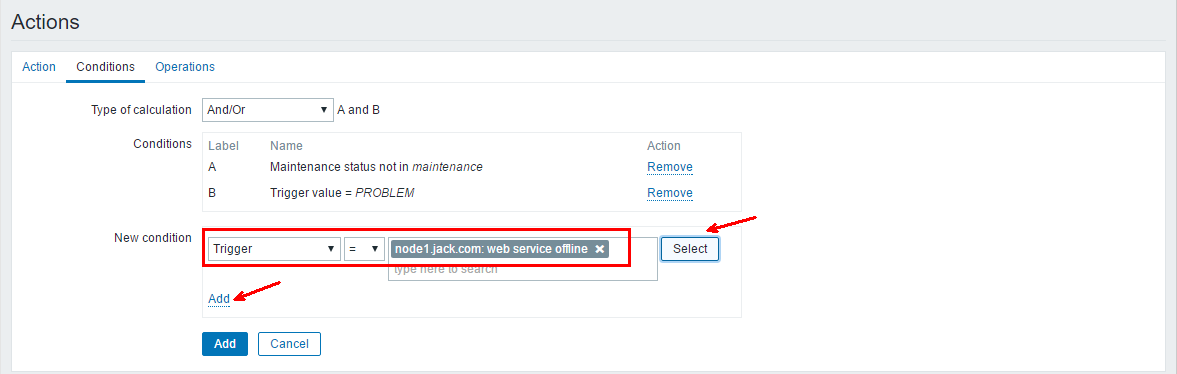 Actions
Action Conditions Operations
Type of calculation And/Or A and B
Conditions Label Name Action
A Maintenance status not in maintenance Remove
B Trigger value = PROBLEM Remove
New condition Trigger = node1.jack.com: web service offline Select
type here to search
Add
Add Cancel